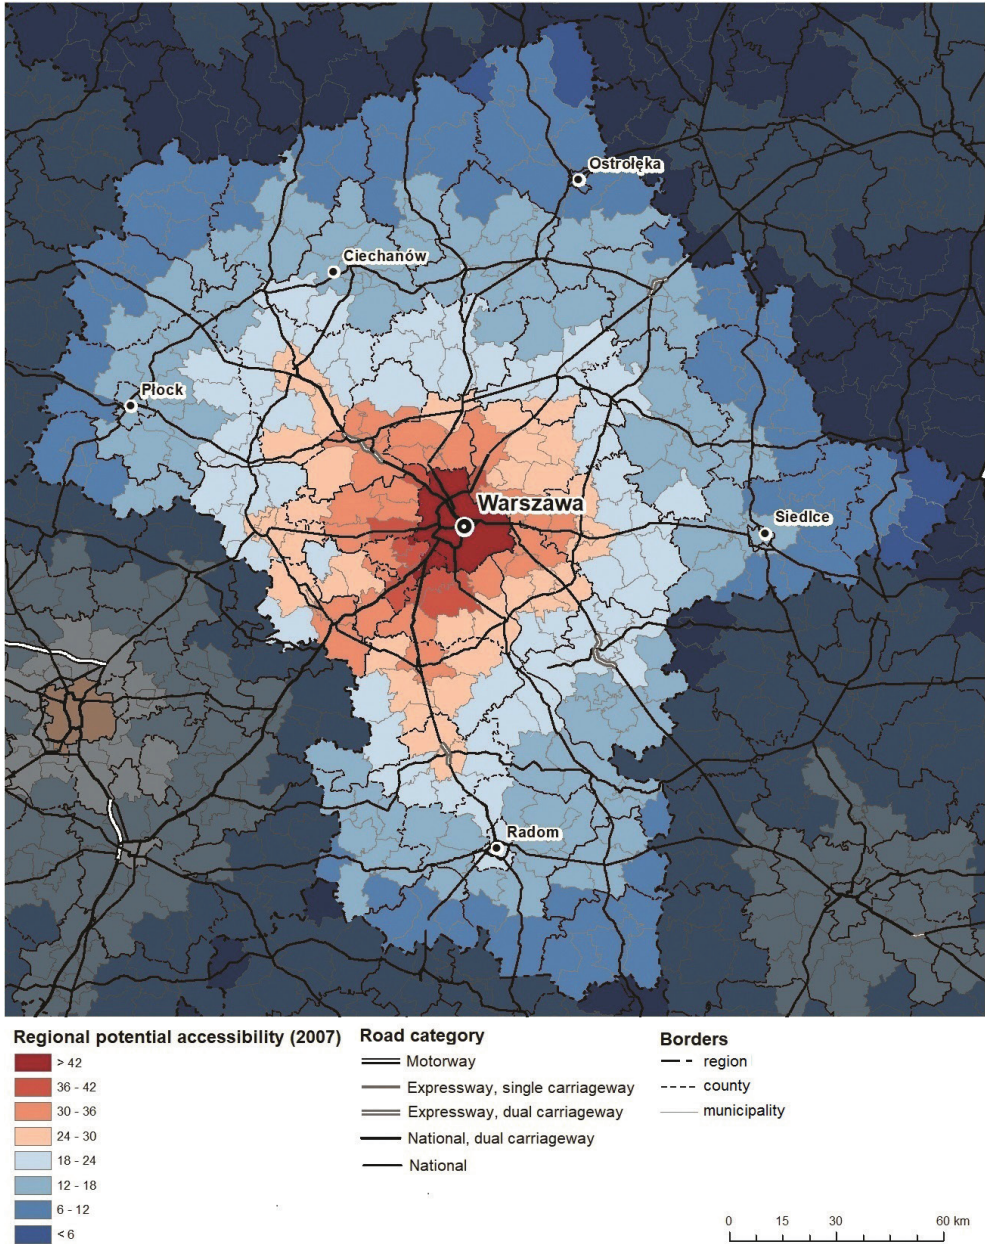 Ostrołęka
Ciechanów
Płock
Warszawa
Siedlce
Radom
Regional potential accessibility (2007)
> 42
36 - 42
30 - 36
24 - 30
18 - 24
12 - 18
6 - 12
< 6
Road category
Motorway
Expressway, single carriageway
Expressway, dual carriageway
National, dual carriageway
National
Borders
region
county
municipality
0 15 30 60 km